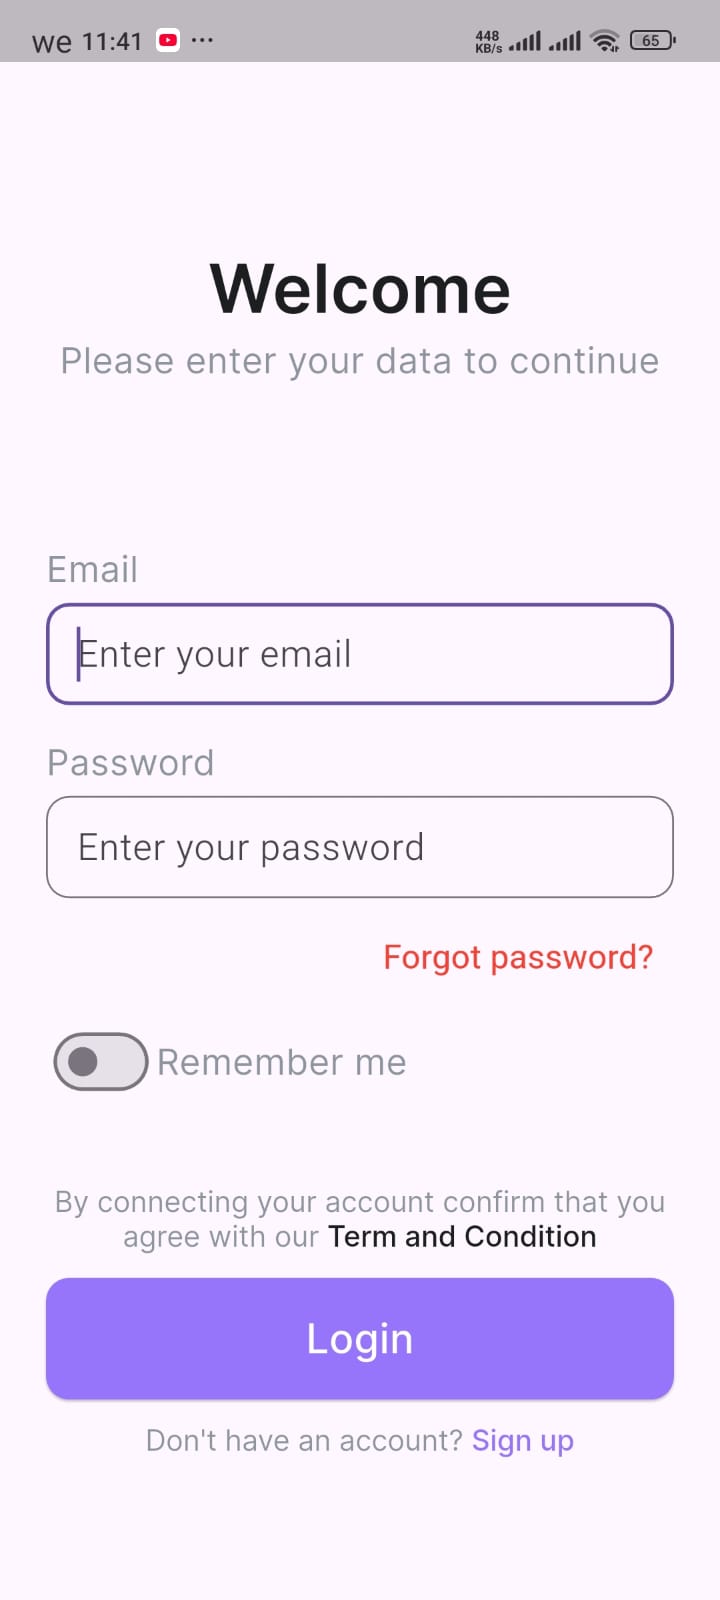 we 11:41 ...
448
KB/s
65
Welcome
Please enter your data to continue
Email
Enter your email
Password
Enter your password
Forgot password?
Remember me
By connecting your account confirm that you
agree with our Term and Condition
Login
Don't have an account? Sign up